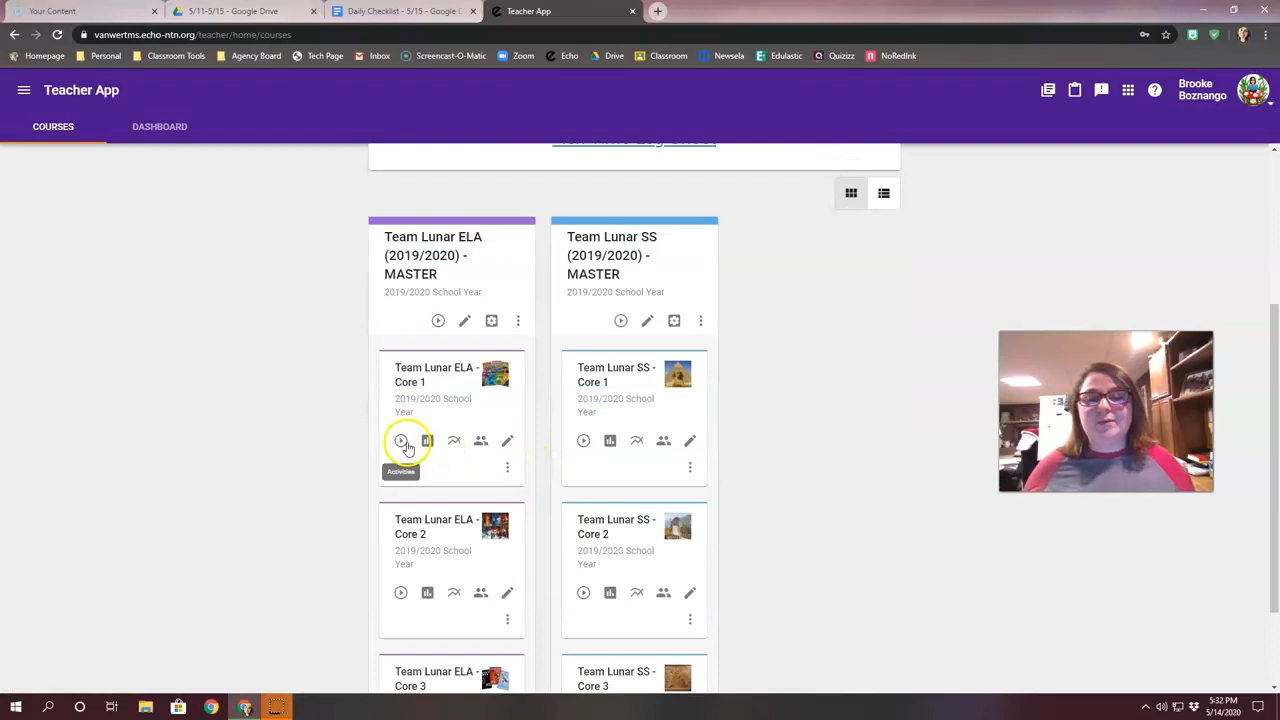 Your Content
5/11-5/15 - Google Drive
Daily Checklist - 5/15 - Google D
Teacher App
vanwertms.echo-ntn.org/teacher/home/courses
Homepage
Personal
Classroom Tools
Agency Board
Tech Page
Inbox
Screencast-O-Matic
Zoom
Echo
Drive
Classroom
Newsela
Edulastic
Quizizz
NoRedInk
Teacher App
Brooke
Boznango
COURSES
DASHBOARD
Team Lunar ELA
(2019/2020) -
MASTER
2019/2020 School Year
Team Lunar SS
(2019/2020) -
MASTER
2019/2020 School Year
Team Lunar ELA -
Core 1
2019/2020 School
Year
Activities
Team Lunar SS -
Core 1
2019/2020 School
Year
Team Lunar ELA -
Core 2
2019/2020 School
Year
Team Lunar SS -
Core 2
2019/2020 School
Year
Team Lunar ELA -
Core 3
Team Lunar SS -
Core 3
5:32 PM
5/14/2020